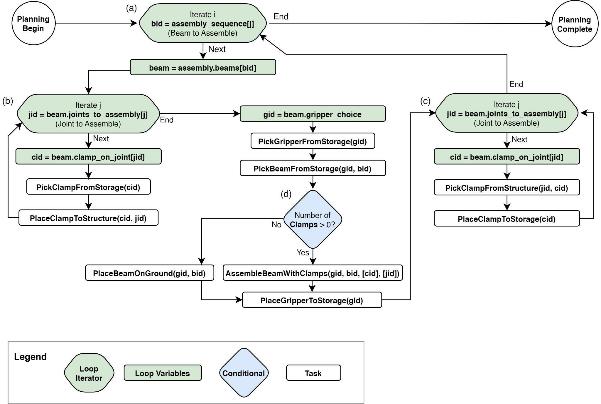 Planning
Begin
(a)
Iterate i
bid = assembly_sequence[j]
(Beam to Assemble)
End
Planning
Complete
Next
beam = assembly.beams[bid]
(b)
Iterate j
jid = beam.joints_to_assembly[j]
(Joint to Assemble)
End
Next
cid = beam.clamp_on_joint[jid]
PickClampFromStorage(cid)
PlaceClampToStructure(cid, jid)
gid = beam.gripper_choice
PickGripperFromStorage(gid)
PickBeamFromStorage(gid, bid)
(d)
Number of
Clamps > 0?
No
Yes
PlaceBeamOnGround(gid, bid)
AssembleBeamWithClamps(gid, bid, [cid], [jid])
PlaceGripperToStorage(gid)
End
(c)
Iterate j
jid = beam.joints_to_assembly[j]
(Joint to Assemble)
Next
cid = beam.clamp_on_joint[jid]
PickClampFromStructure(jid, cid)
PlaceClampToStorage(cid)
Legend
Loop
Iterator
Loop Variables
Conditional
Task